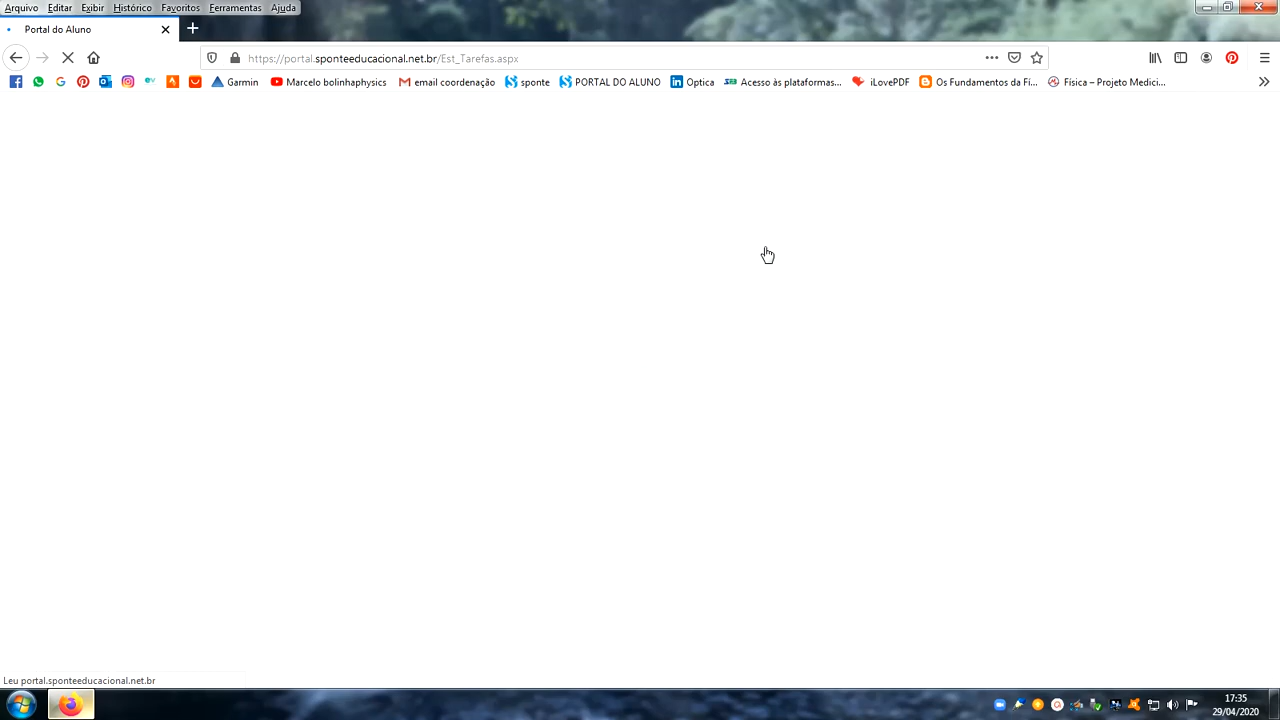 Arquivo Editar Exibir Histórico Favoritos Ferramentas Ajuda
Portal do Aluno
https://portal.sponteeducacional.net.br/Est_Tarefas.aspx
Garmin Marcelo bolinhaphysics email coordenação sponte PORTAL DO ALUNO Optica Acesso às plataformas... iLovePDF Os Fundamentos da Fí... Física – Projeto Medici...
Leu portal.sponteeducacional.net.br
17:35
29/04/2020